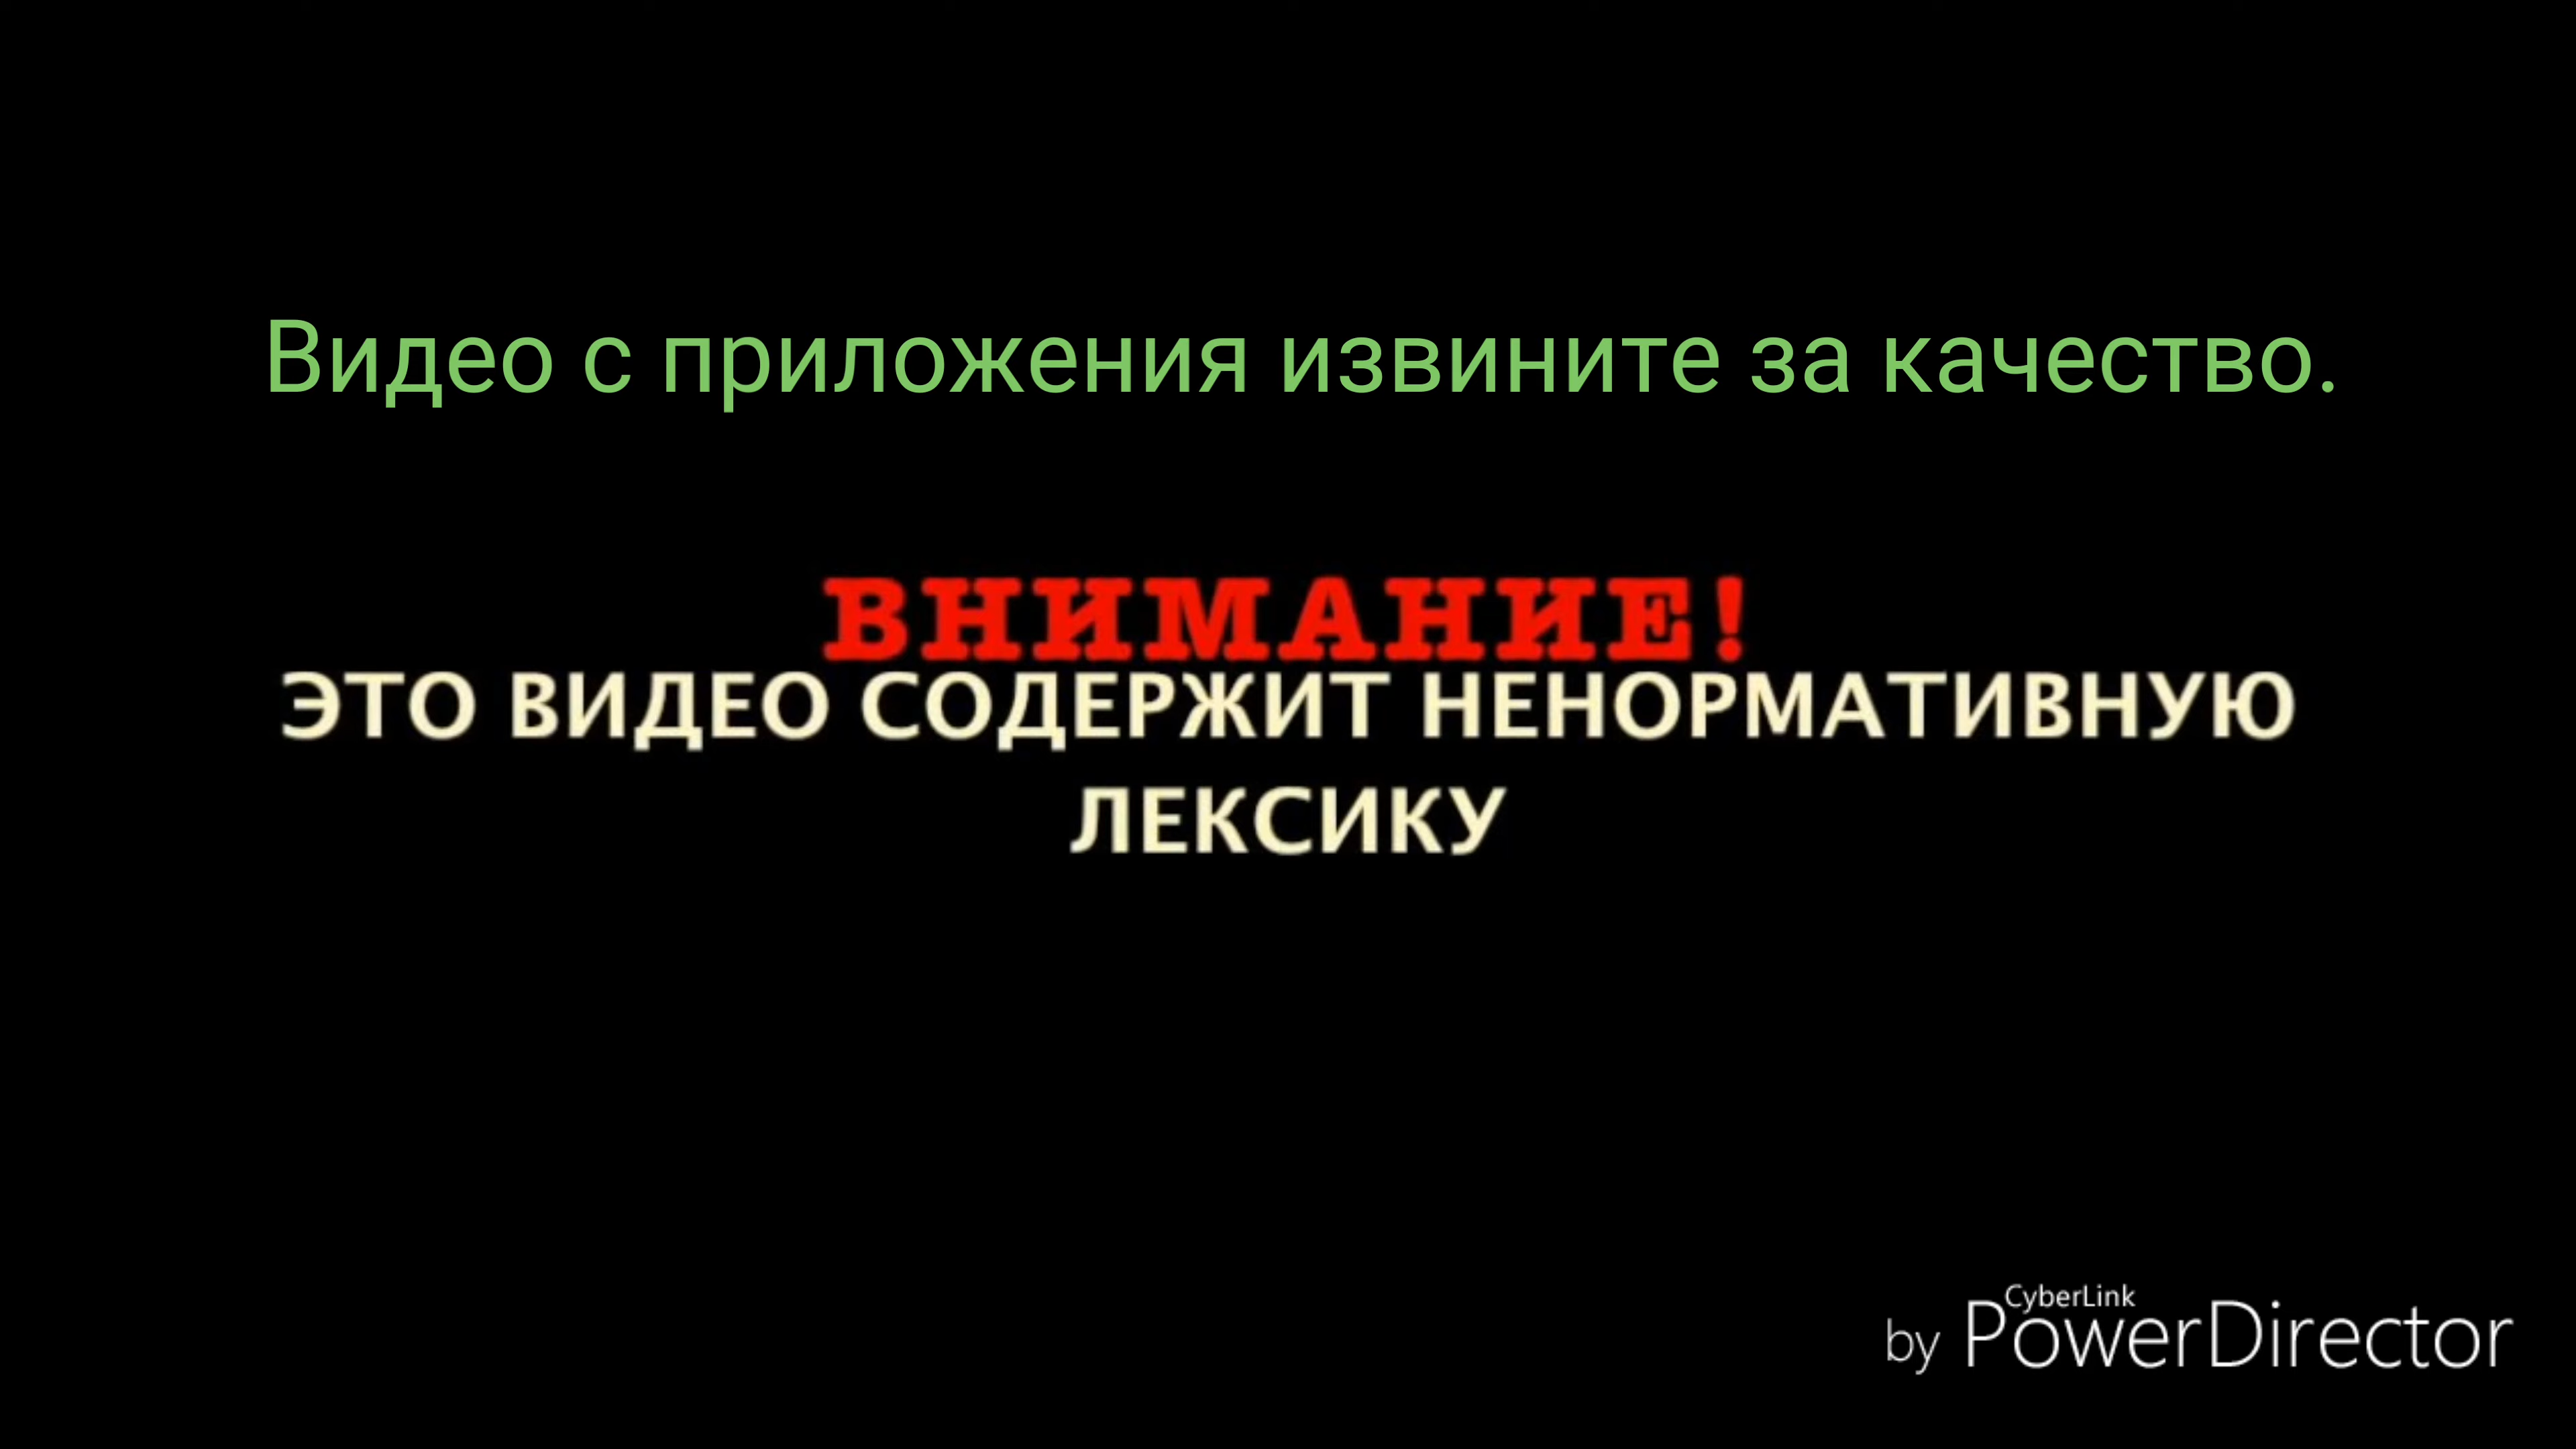 Видео с приложения извините за качество.
ВНИМАНИЕ!
ЭТО ВИДЕО СОДЕРЖИТ НЕНОРМАТИВНУЮ
ЛЕКСИКУ
CyberLink
by PowerDirector